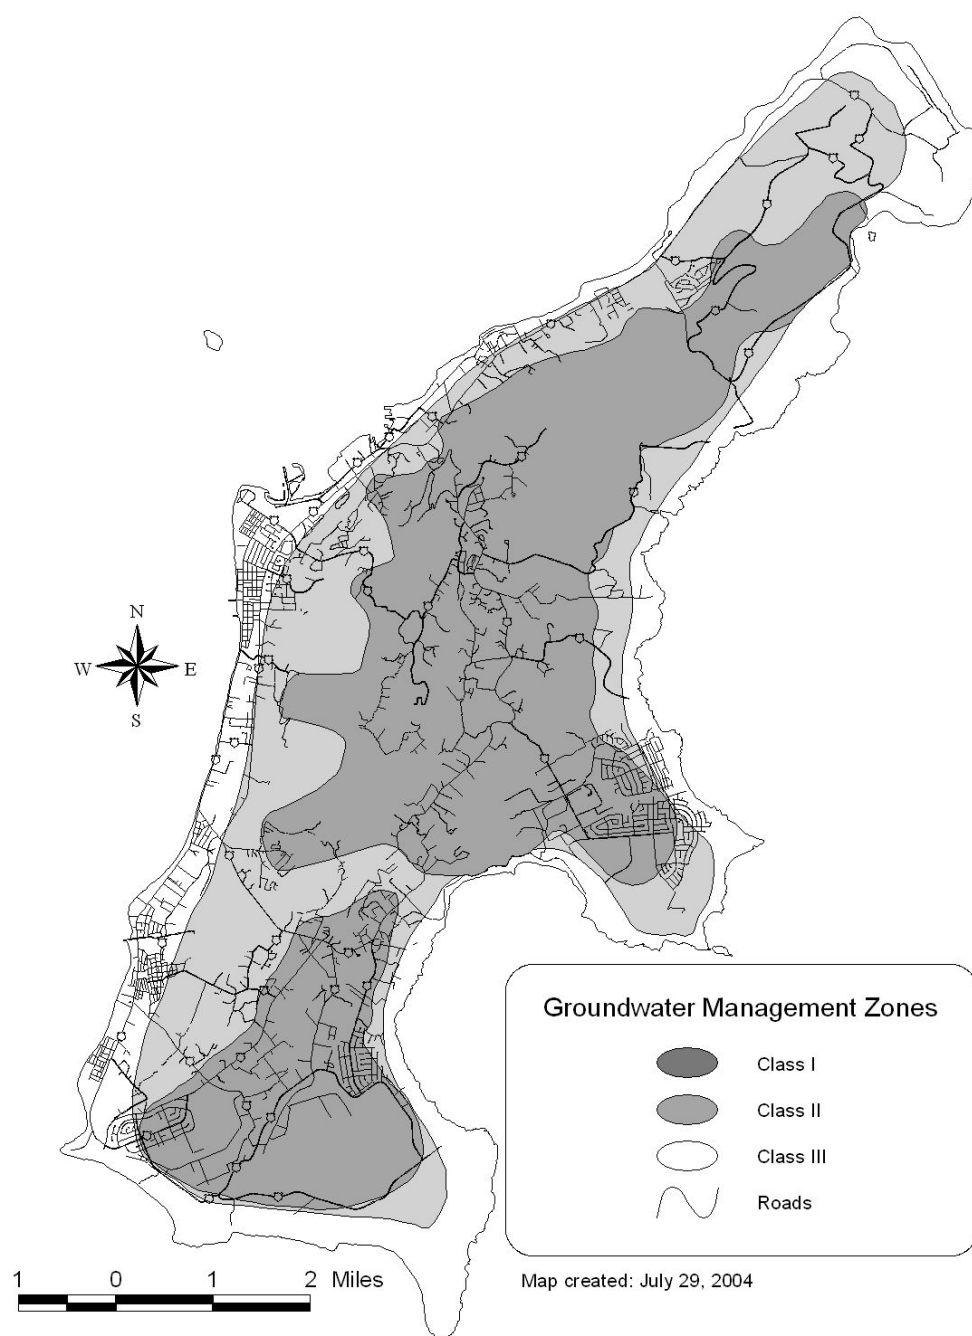 N
W E
S
Groundwater Management Zones
Class I
Class II
Class III
Roads
1 0 1 2 Miles
Map created: July 29, 2004